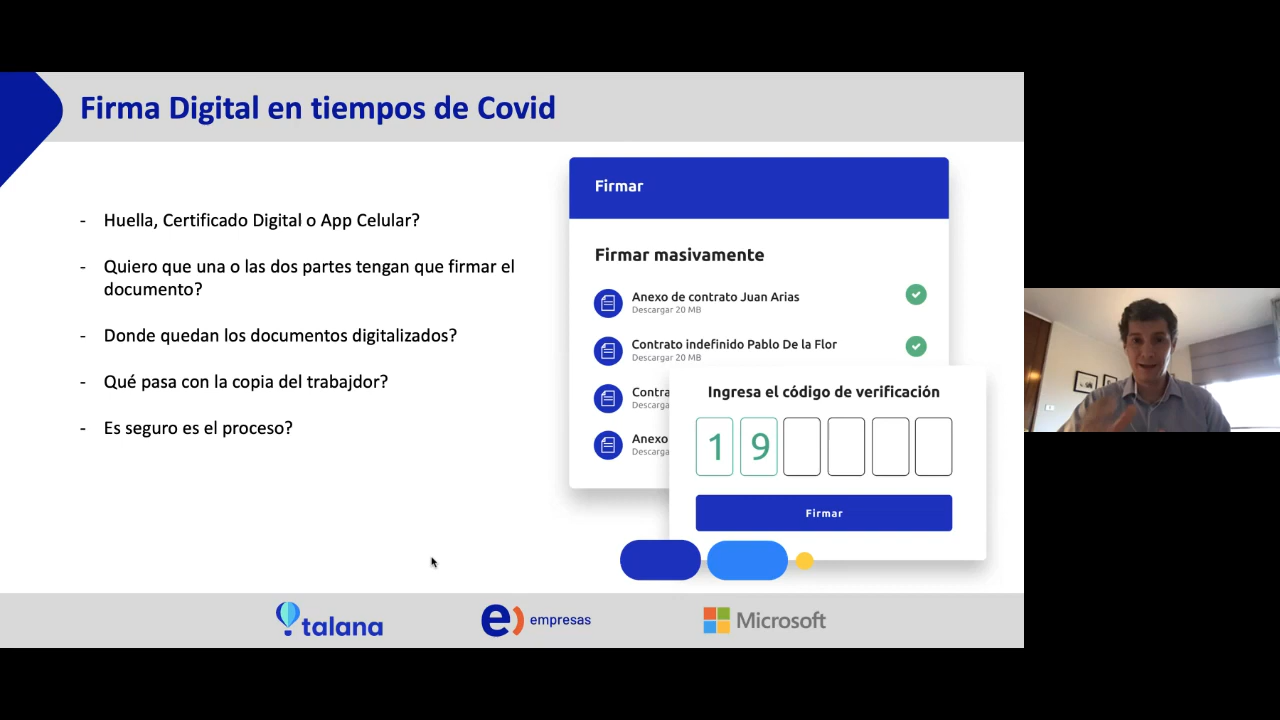 Firma Digital en tiempos de Covid
- Huella, Certificado Digital o App Celular?
- Quiero que una o las dos partes tengan que firmar el
documento?
- Donde quedan los documentos digitalizados?
- Qué pasa con la copia del trabajdor?
- Es seguro es el proceso?
Firmar
Firmar masivamente
Anexo de contrato Juan Arias
Descargar 20 MB
Contrato indefinido Pablo De la Flor
Descargar 20 MB
Contra
Descarga
Anexo
Descarga
Ingresa el código de verificación
1 9
Firmar
talana
e) empresas
Microsoft